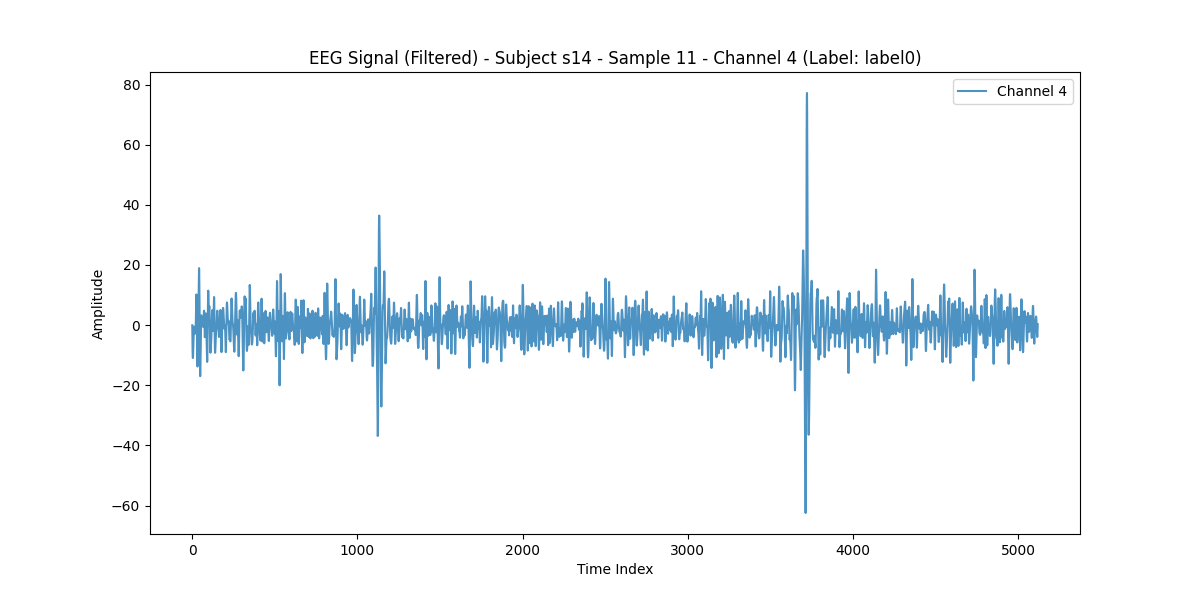 EEG Signal (Filtered) - Subject s14 - Sample 11 - Channel 4 (Label: label0)
Channel 4
80
60
40
20
0
−20
−40
−60
Amplitude
0 1000 2000 3000 4000 5000
Time Index